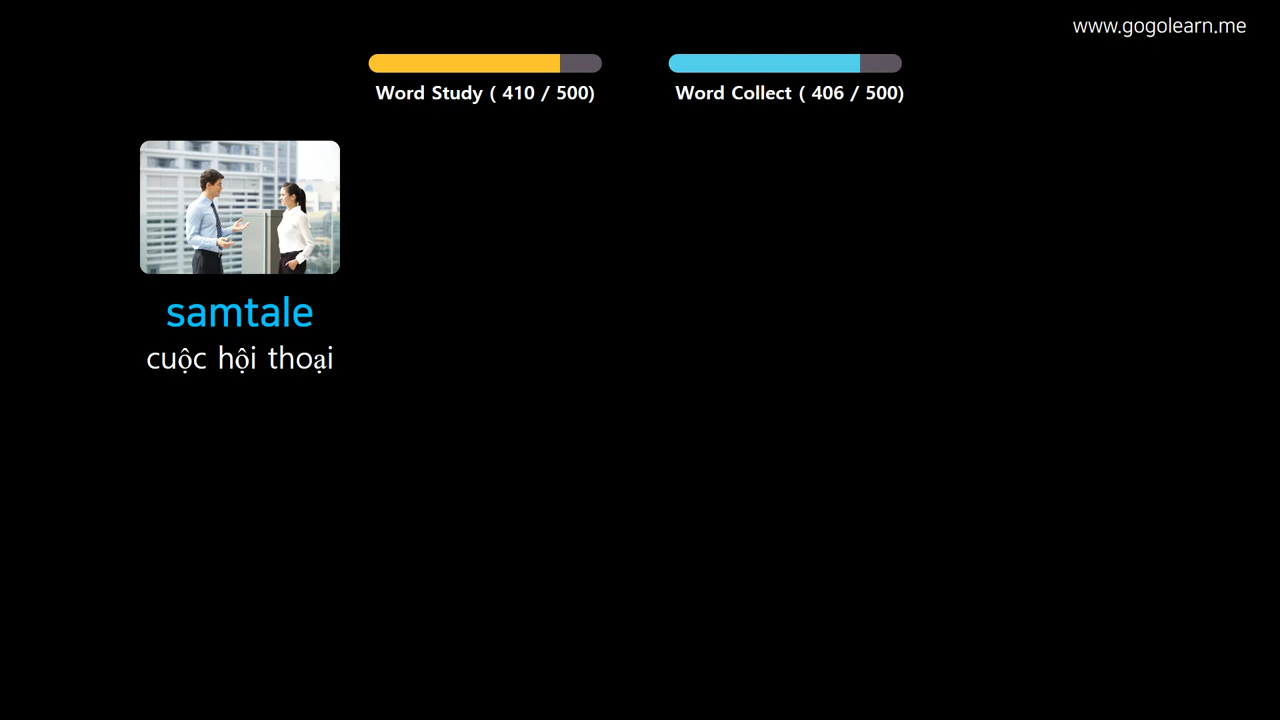 www.gogolearn.me
Word Study ( 410 / 500)
Word Collect ( 406 / 500)
samtale
cuộc hội thoại